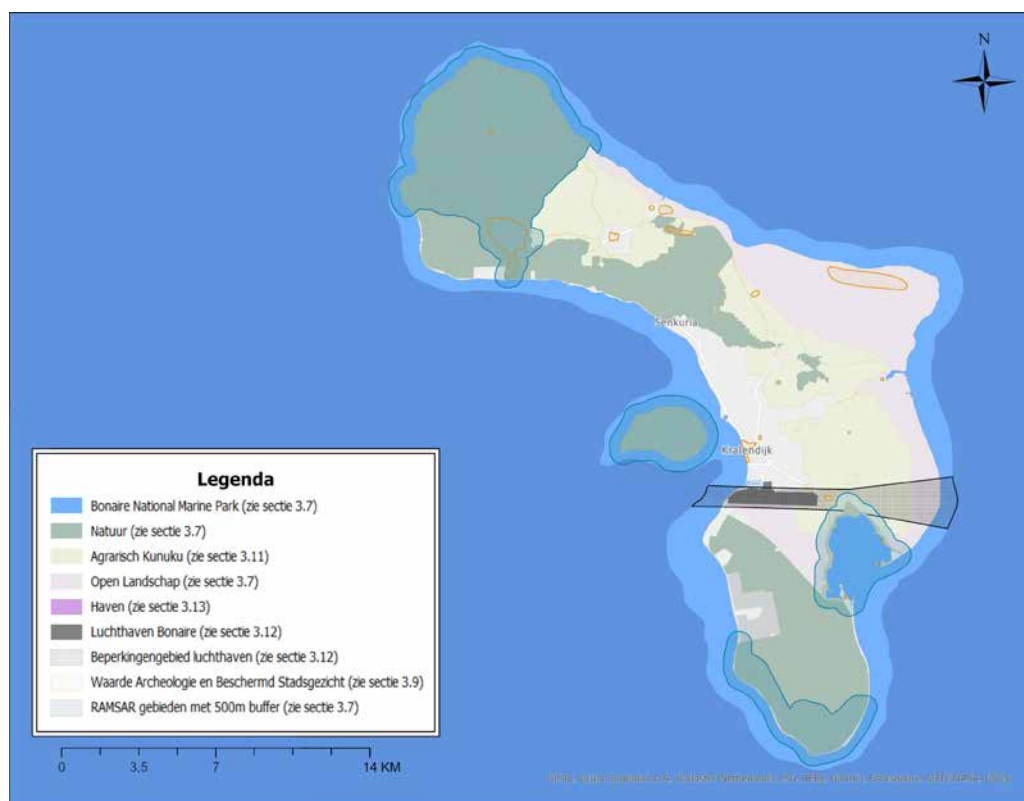 N
Senkuria
Kralendijk
Legenda
Bonaire National Marine Park (zie sectie 3.7)
Natuur (zie sectie 3.7)
Agrarisch Kunuku (zie sectie 3.11)
Open Landschap (zie sectie 3.7)
Haven (zie sectie 3.13)
Luchthaven Bonaire (zie sectie 3.12)
Beperkingengebied luchthaven (zie sectie 3.12)
Waarde Archeologie en Beschermd Stadsgezicht (zie sectie 3.9)
RAMSAR gebieden met 500m buffer (zie sectie 3.7)
0 3.5 7 14 KM